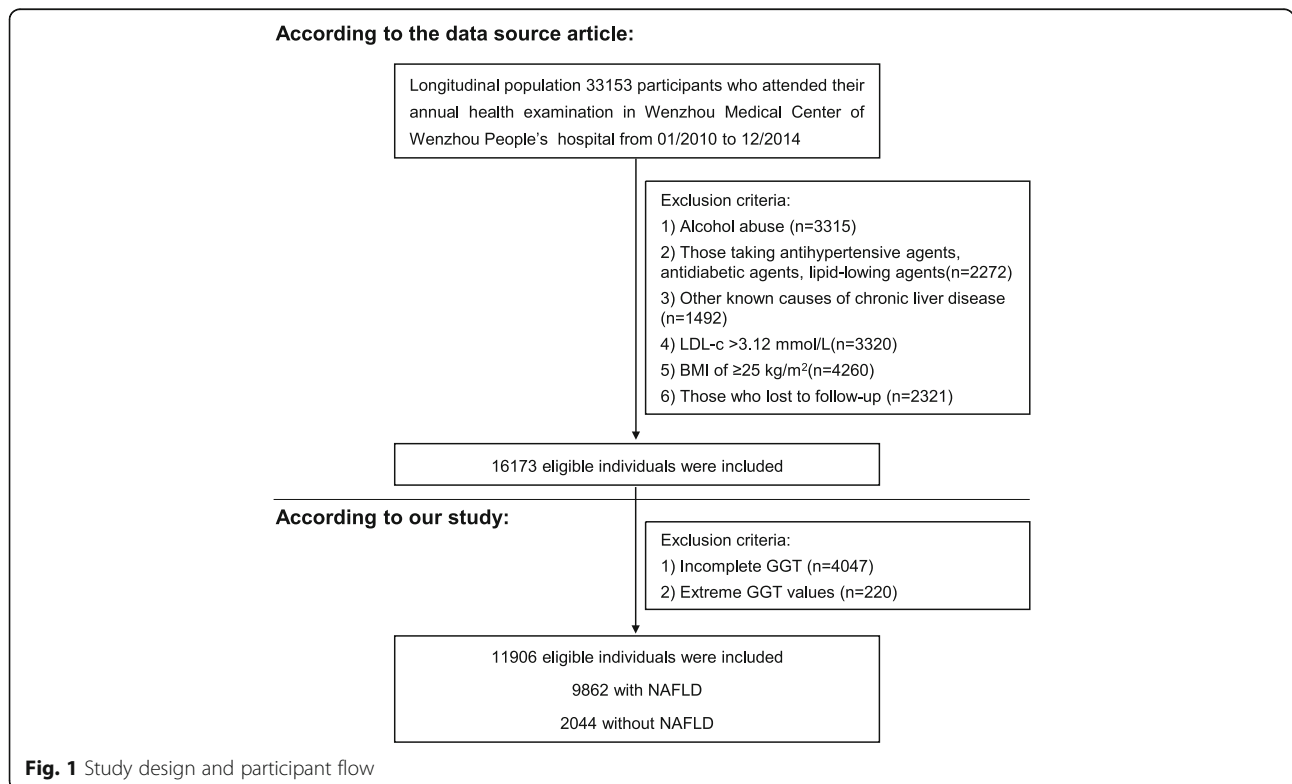 According to the data source article:
Longitudinal population 33153 participants who attended their
annual health examination in Wenzhou Medical Center of
Wenzhou People's hospital from 01/2010 to 12/2014
Exclusion criteria:
1) Alcohol abuse (n=3315)
2) Those taking antihypertensive agents,
antidiabetic agents, lipid-lowing agents(n=2272)
3) Other known causes of chronic liver disease
(n=1492)
4) LDL-c >3.12 mmol/L(n=3320)
5) BMI of ≥25 kg/m²(n=4260)
6) Those who lost to follow-up (n=2321)
16173 eligible individuals were included
According to our study:
Exclusion criteria:
1) Incomplete GGT (n=4047)
2) Extreme GGT values (n=220)
11906 eligible individuals were included
9862 with NAFLD
2044 without NAFLD
Fig. 1 Study design and participant flow